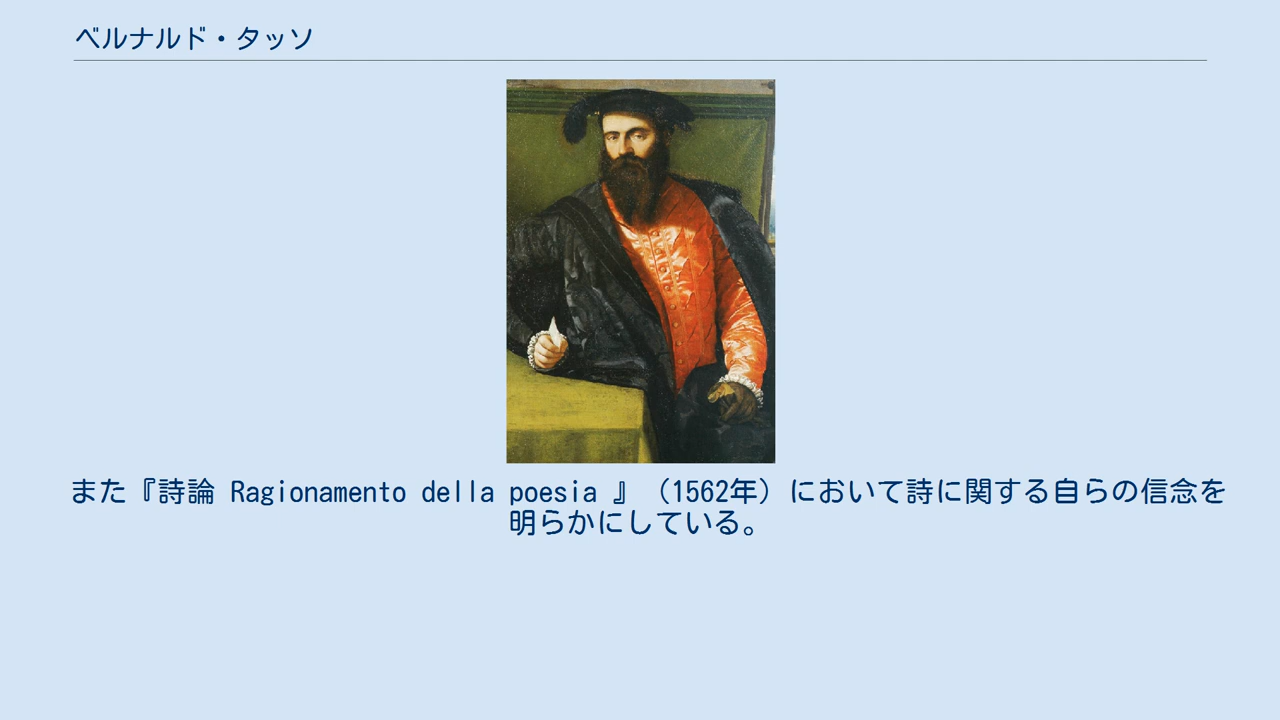 ベルナルド・タッソ
また『詩論 Ragionamento della poesia 』（1562年）において詩に関する自らの信念を
明らかにしている。